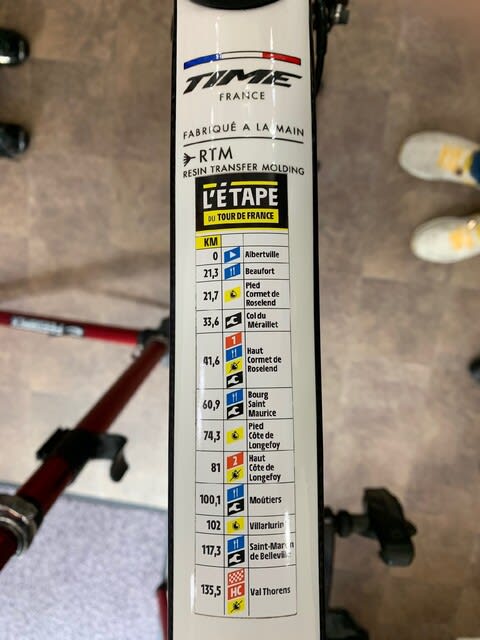 TIME
FRANCE
FABRIQUÉ A LA MAIN
RTM
RESIN TRANSFER MOLDING
L'ÉTAPE
DU TOUR DE FRANCE
KM
0 Albertville
21,3 Beaufort
21,7 Pied
Cormet de
Roselend
33,6 Col du
Méraillet
41,6 1 Haut
Cormet de
Roselend
60,9 Bourg
Saint
Maurice
74,3 Pied
Côte de
Longefoy
81 2 Haut
Côte de
Longefoy
100,1 Moûtiers
102 Villarlurin
117,3 Saint-Martin
de Belleville
135,5 HC Val Thorens